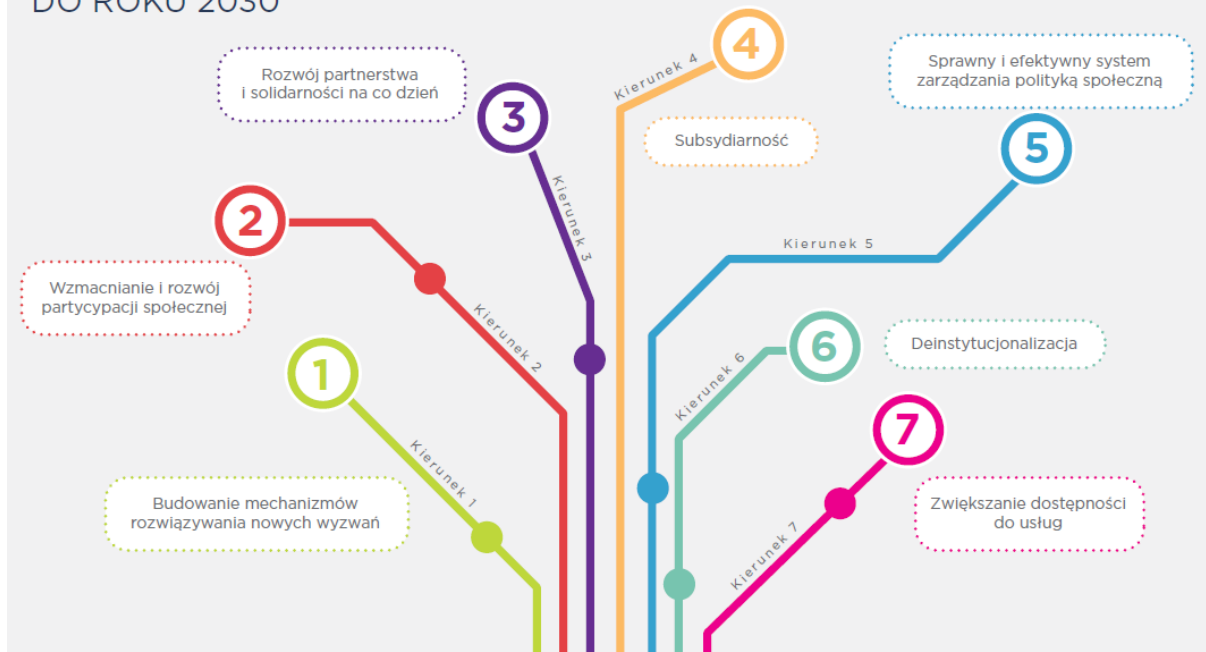 DO ROKU 2030
4
Kierunek 4
Sprawny i efektywny system
zarządzania polityką społeczną
Rozwój partnerstwa
i solidarności na co dzień
3
Kierunek 3
Subsydiarność
5
Kierunek 5
2
Kierunek 2
Wzmacnianie i rozwój
partycypacji społecznej
6
Kierunek 6
Deinstytucjonalizacja
1
Kierunek 1
7
Kierunek 7
Budowanie mechanizmów
rozwiązywania nowych wyzwań
Zwiększanie dostępności
do usług